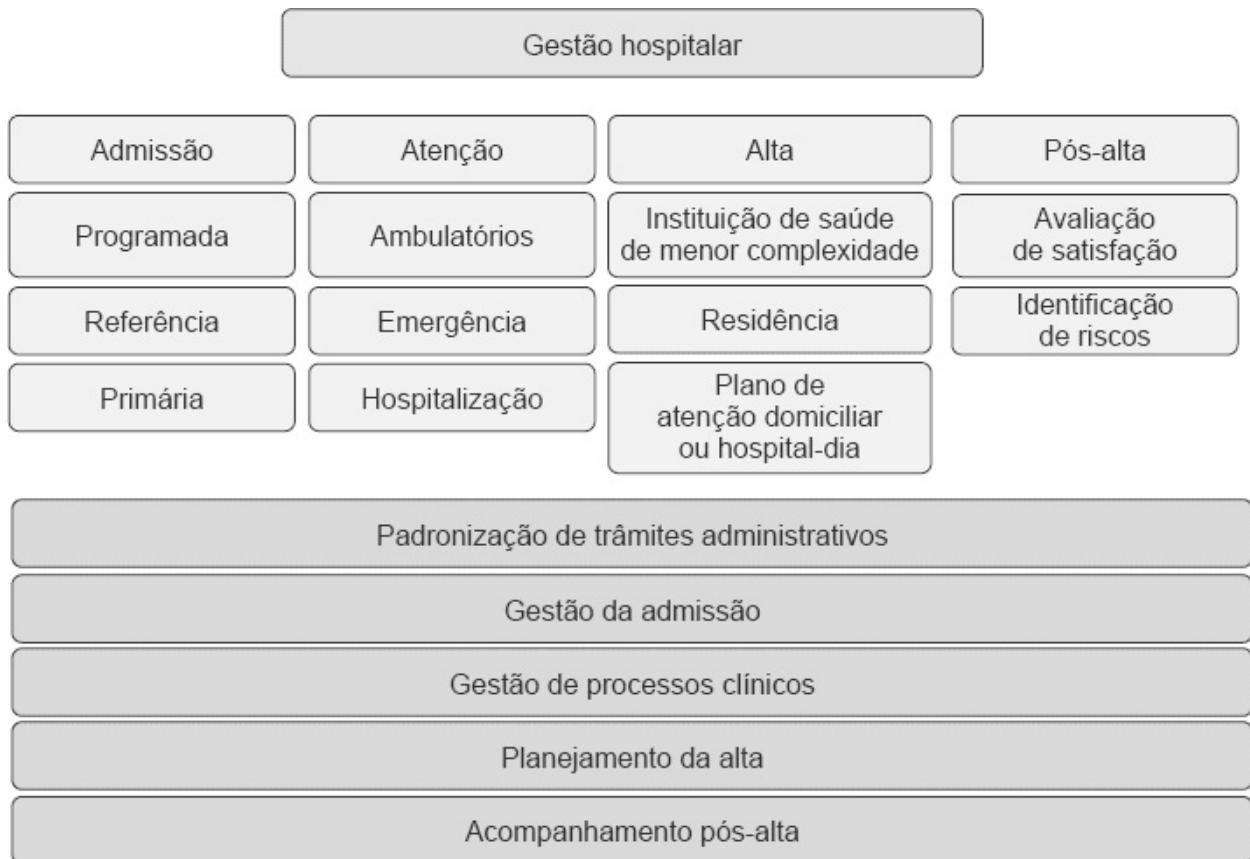 Gestão hospitalar
Admissão
Atenção
Alta
Pós-alta
Programada
Ambulatórios
Instituição de saúde
de menor complexidade
Avaliação
de satisfação
Referência
Emergência
Residência
Identificação
de riscos
Primária
Hospitalização
Plano de
atenção domiciliar
ou hospital-dia
Padronização de trâmites administrativos
Gestão da admissão
Gestão de processos clínicos
Planejamento da alta
Acompanhamento pós-alta